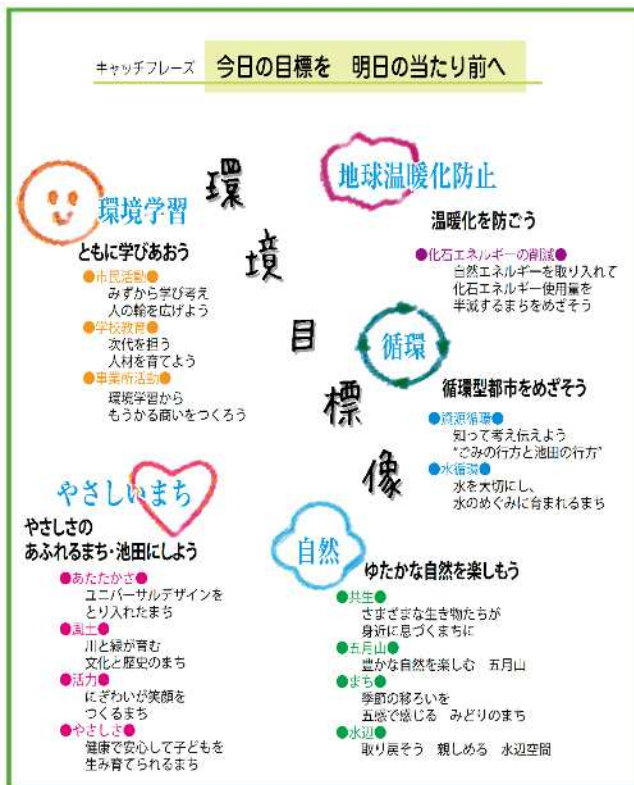 キャッチフレーズ 今日の目標を 明日の当たり前へ
環境目標像
環境学習
ともに学びあおう
●市民活動●
みずから学び考え
人の輪を広げよう
●学校教育●
次代を担う
人材を育てよう
●事業所活動●
環境学習から
もうかる商いをつくろう
地球温暖化防止
温暖化を防ごう
●化石エネルギーの削減●
自然エネルギーを取り入れて
化石エネルギー使用量を
半減するまちをめざそう
循環
循環型都市をめざそう
●資源循環●
知って考え伝えよう
“ごみの行方と池田の行方”
●水循環●
水を大切にし、
水のめぐみに育まれるまち
やさしいまち
やさしさの
あふれるまち・池田にしよう
●あたたかさ●
ユニバーサルデザインを
とり入れたまち
●風土●
川と緑が育む
文化と歴史のまち
●活力●
にぎわいが笑顔を
つくるまち
●やさしさ●
健康で安心して子どもを
生み育てられるまち
自然
ゆたかな自然を楽しもう
●共生●
さまざまな生き物たちが
身近に息づくまちに
●五月山●
豊かな自然を楽しむ 五月山
●まち●
季節の移ろいを
五感で感じる みどりのまち
●水辺●
取り戻そう 親しめる 水辺空間